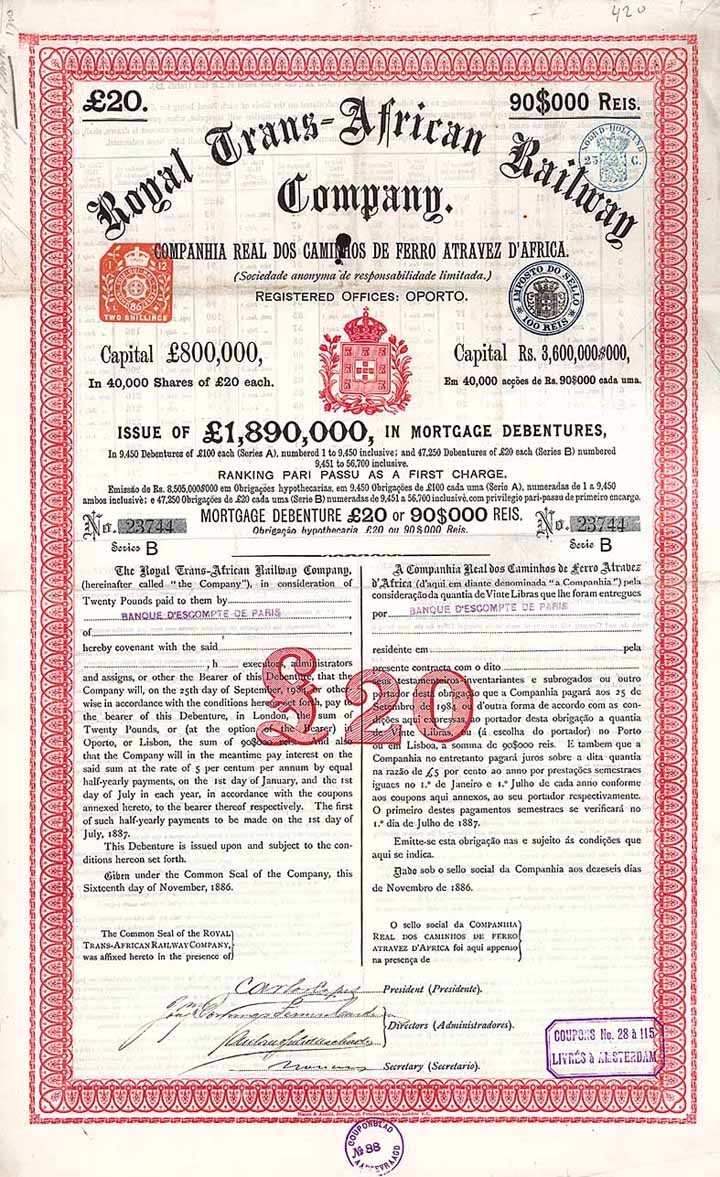 420
£20.
90$000 REIS.
Royal Trans-African Railway
Company.
NOORD-HOLLAND
25 C.
COMPANHIA REAL DOS CAMINHOS DE FERRO ATRAVEZ D'AFRICA.
(Sociedade anonyma de responsabilidade limitada.)
REGISTERED OFFICES: OPORTO.
1 12
86
TWO SHILLINGS
IMPOSTO DO SELLO
100 REIS
Capital £800,000,
In 40,000 Shares of £20 each.
Capital Rs. 3,600,000$000,
Em 40,000 acções de Rs. 90$000 cada uma.
ISSUE OF £1,890,000, IN MORTGAGE DEBENTURES,
In 9,450 Debentures of £100 each (Series A), numbered 1 to 9,450 inclusive; and 47,250 Debentures of £20 each (Series B) numbered
9,451 to 56,700 inclusive.
RANKING PARI PASSU AS A FIRST CHARGE.
Emissão de Rs. 8,505,000$000 em Obrigações hypothecarias, em 9,450 Obrigações de £100 cada uma (Serie A), numeradas de 1 á 9,450
ambos inclusive; e 47,250 Obrigações de £20 cada uma (Serie B) numeradas de 9,451 a 56,700 inclusivé, com privilegio pari-passu de primeiro encargo.
No. 23744
MORTGAGE DEBENTURE £20 or 90$000 REIS.
No. 23744
Obrigação hypothecaria £20 ou 90$000 Reis.
Series B
Serie B
The Royal Trans-African Railway Company,
(hereinafter called "the Company"), in consideration of
Twenty Pounds paid to them by
BANQUE D'ESCOMPTE DE PARIS
of
hereby covenant with the said
, h executors, administrators
and assigns, or other the Bearer of this Debenture, that the
Company will, on the 25th day of September, 1984, or other-
wise in accordance with the conditions hereto set forth, pay to
the bearer of this Debenture, in London, the sum of
Twenty Pounds, or (at the option of the Bearer) in
Oporto, or Lisbon, the sum of 90$000 Reis. And also
that the Company will in the meantime pay interest on the
said sum at the rate of 5 per centum per annum by equal
half-yearly payments, on the 1st day of January, and the 1st
day of July in each year, in accordance with the coupons
annexed hereto, to the bearer thereof respectively. The first
of such half-yearly payments to be made on the 1st day of
July, 1887.
This Debenture is issued upon and subject to the con-
ditions hereon set forth.
Given under the Common Seal of the Company, this
Sixteenth day of November, 1886.
The Common Seal of the ROYAL
TRANS-AFRICAN RAILWAY COMPANY,
was affixed hereto in the presence of
A Companhia Real dos Caminhos de Ferro Atravez
d'Africa (d'aqui em diante denominada "a Companhia") pela
consideração da quantia de Vinte Libras que lhe foram entregues
por BANQUE D'ESCOMPTE DE PARIS
residente em pela
presente contracta com o dito
seus testamenteiros inventariantes e subrogados ou outro
portador desta obrigação que a Companhia pagará aos 25 de
Setembro de 1984 ou d'outra forma de accordo com as con-
dições aqui expressas, ao portador desta obrigação a quantia
de Vinte Libras, ou (á escolha do portador) no Porto
ou em Lisboa, a somma de 90$000 reis. E tambem que a
Companhia no entretanto pagará juros sobre a dita quantia
na razão de £5 por cento ao anno por prestações semestraes
iguaes no 1.º de Janeiro e 1.º Julho de cada anno conforme
aos coupons aqui annexos, ao seu portador respectivamente.
O primeiro destes pagamentos semestraes se verificará no
1.º dia de Julho de 1887.
Emitte-se esta obrigação nas e sujeito ás condições que
aqui se indica.
Dado sob o sello social da Companhia aos dezeseis dias
de Novembro de 1886.
O sello social da COMPANHIA
REAL DOS CAMINHOS DE FERRO
ATRAVEZ D'AFRICA foi aqui appenso
na presença de
£20
President (Presidente).
Directors (Administradores).
Secretary (Secretario).
COUPONS No. 28 à 115
LIVRÉS à AMSTERDAM
COUPONBLAD
No 88